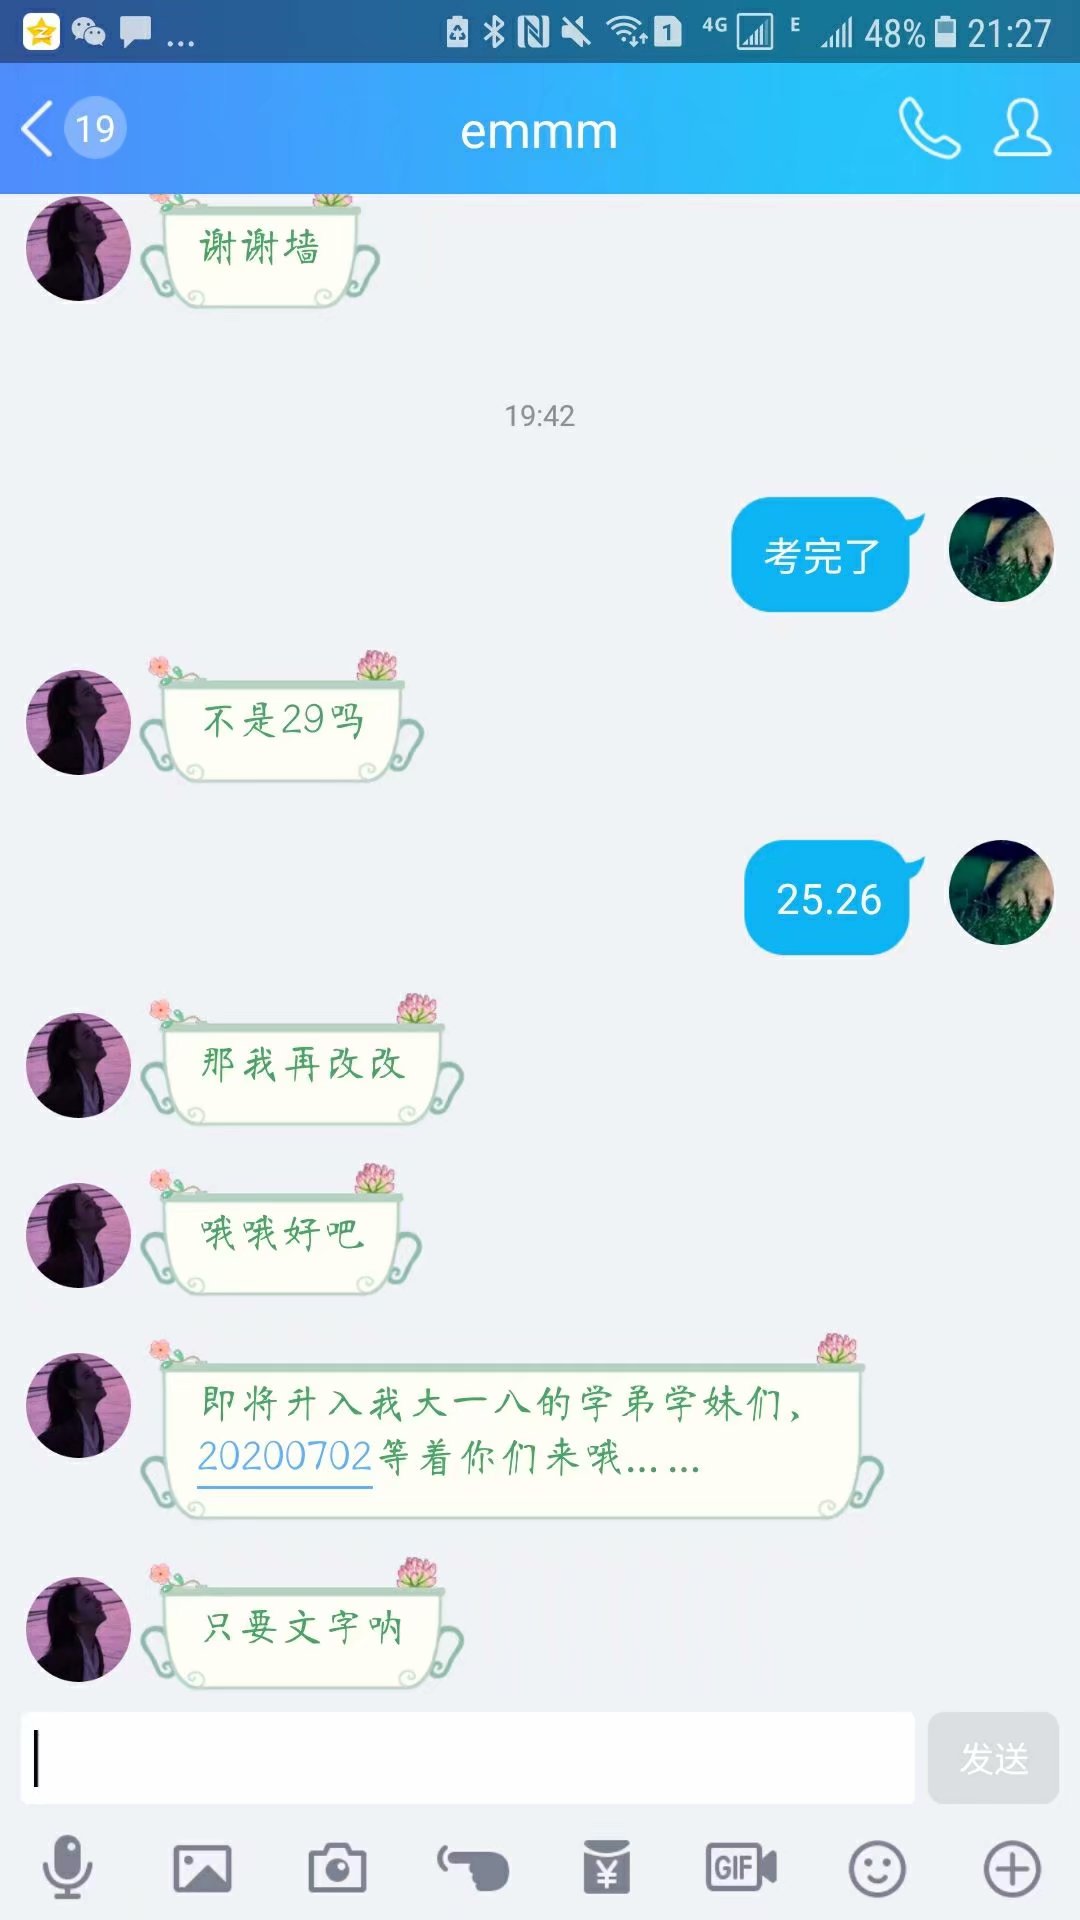 ... 1 4G E 48% 21:27
19 emmm
谢谢墙
19:42
考完了
不是29吗
25.26
那我再改改
哦哦好吧
即将升入我大一八的学弟学妹们，
20200702等着你们来哦……
只要文字呐
发送
¥ GIF